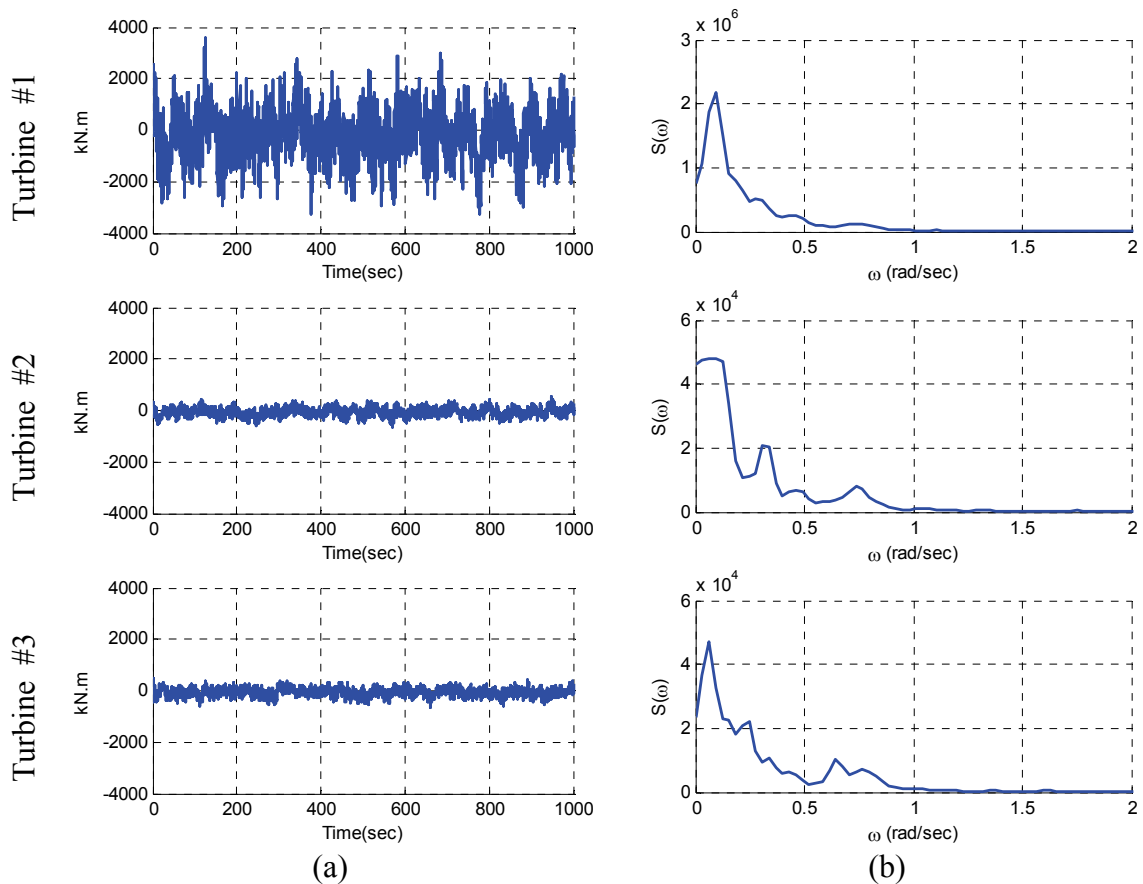 Turbine #1
4000
2000
0
-2000
-4000
kN.m
0 200 400 600 800 1000
Time(sec)
x 10^6
3
2
1
0
S(ω)
0 0.5 1 1.5 2
ω (rad/sec)
Turbine #2
4000
2000
0
-2000
-4000
kN.m
0 200 400 600 800 1000
Time(sec)
x 10^4
6
4
2
0
S(ω)
0 0.5 1 1.5 2
ω (rad/sec)
Turbine #3
4000
2000
0
-2000
-4000
kN.m
0 200 400 600 800 1000
Time(sec)
x 10^4
6
4
2
0
S(ω)
0 0.5 1 1.5 2
ω (rad/sec)
(a) (b)